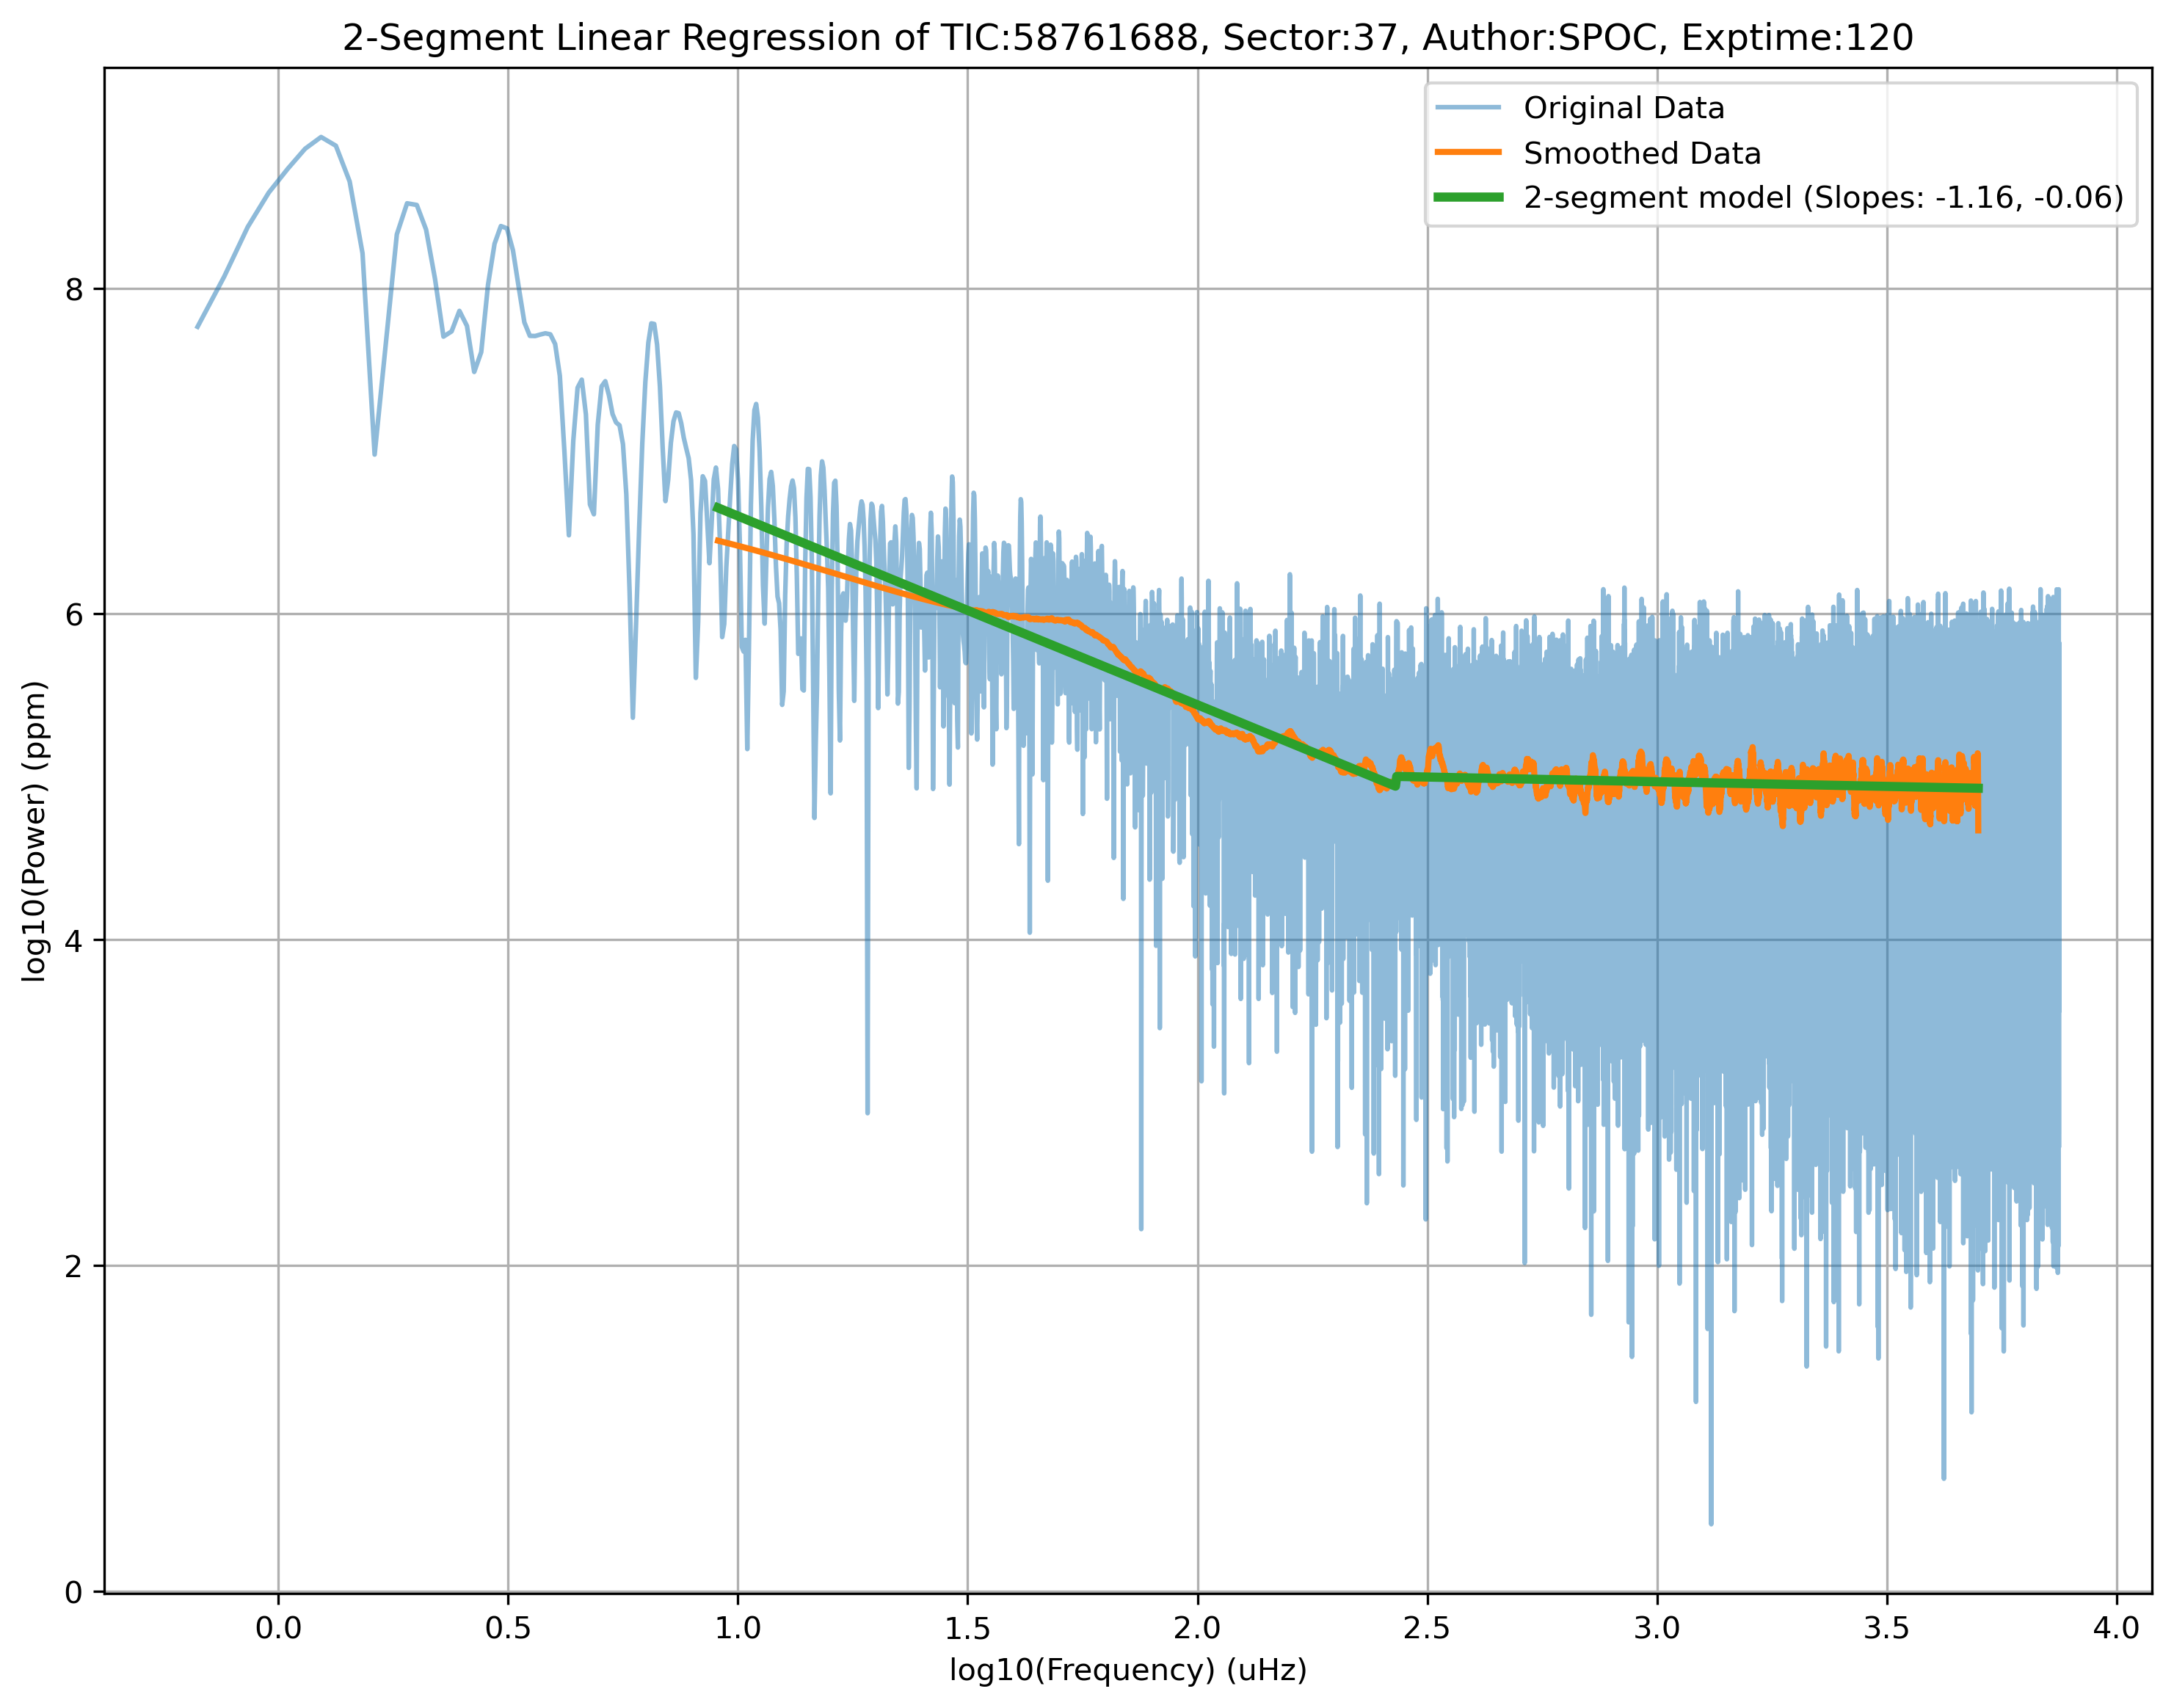 2-Segment Linear Regression of TIC:58761688, Sector:37, Author:SPOC, Exptime:120
Original Data
Smoothed Data
2-segment model (Slopes: -1.16, -0.06)
log10(Power) (ppm)
8
6
4
2
0
0.0 0.5 1.0 1.5 2.0 2.5 3.0 3.5 4.0
log10(Frequency) (uHz)